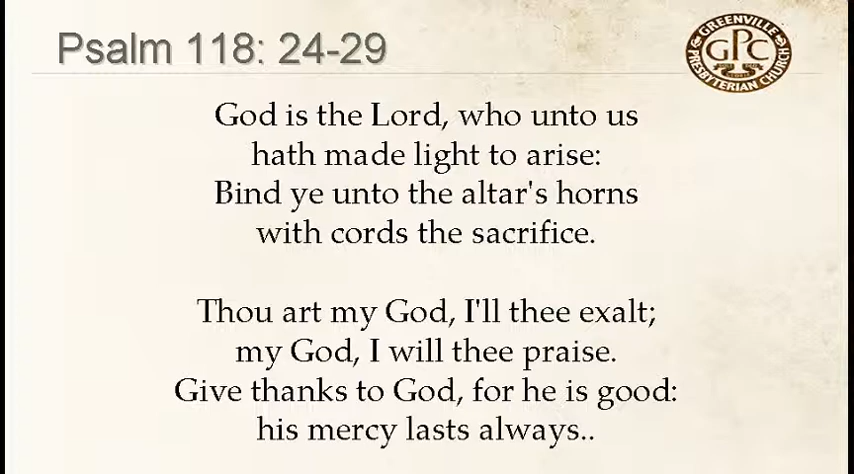 Psalm 118: 24-29
GREENVILLE
GPC
PRESBYTERIAN CHURCH
God is the Lord, who unto us
hath made light to arise:
Bind ye unto the altar's horns
with cords the sacrifice.
Thou art my God, I'll thee exalt;
my God, I will thee praise.
Give thanks to God, for he is good:
his mercy lasts always..